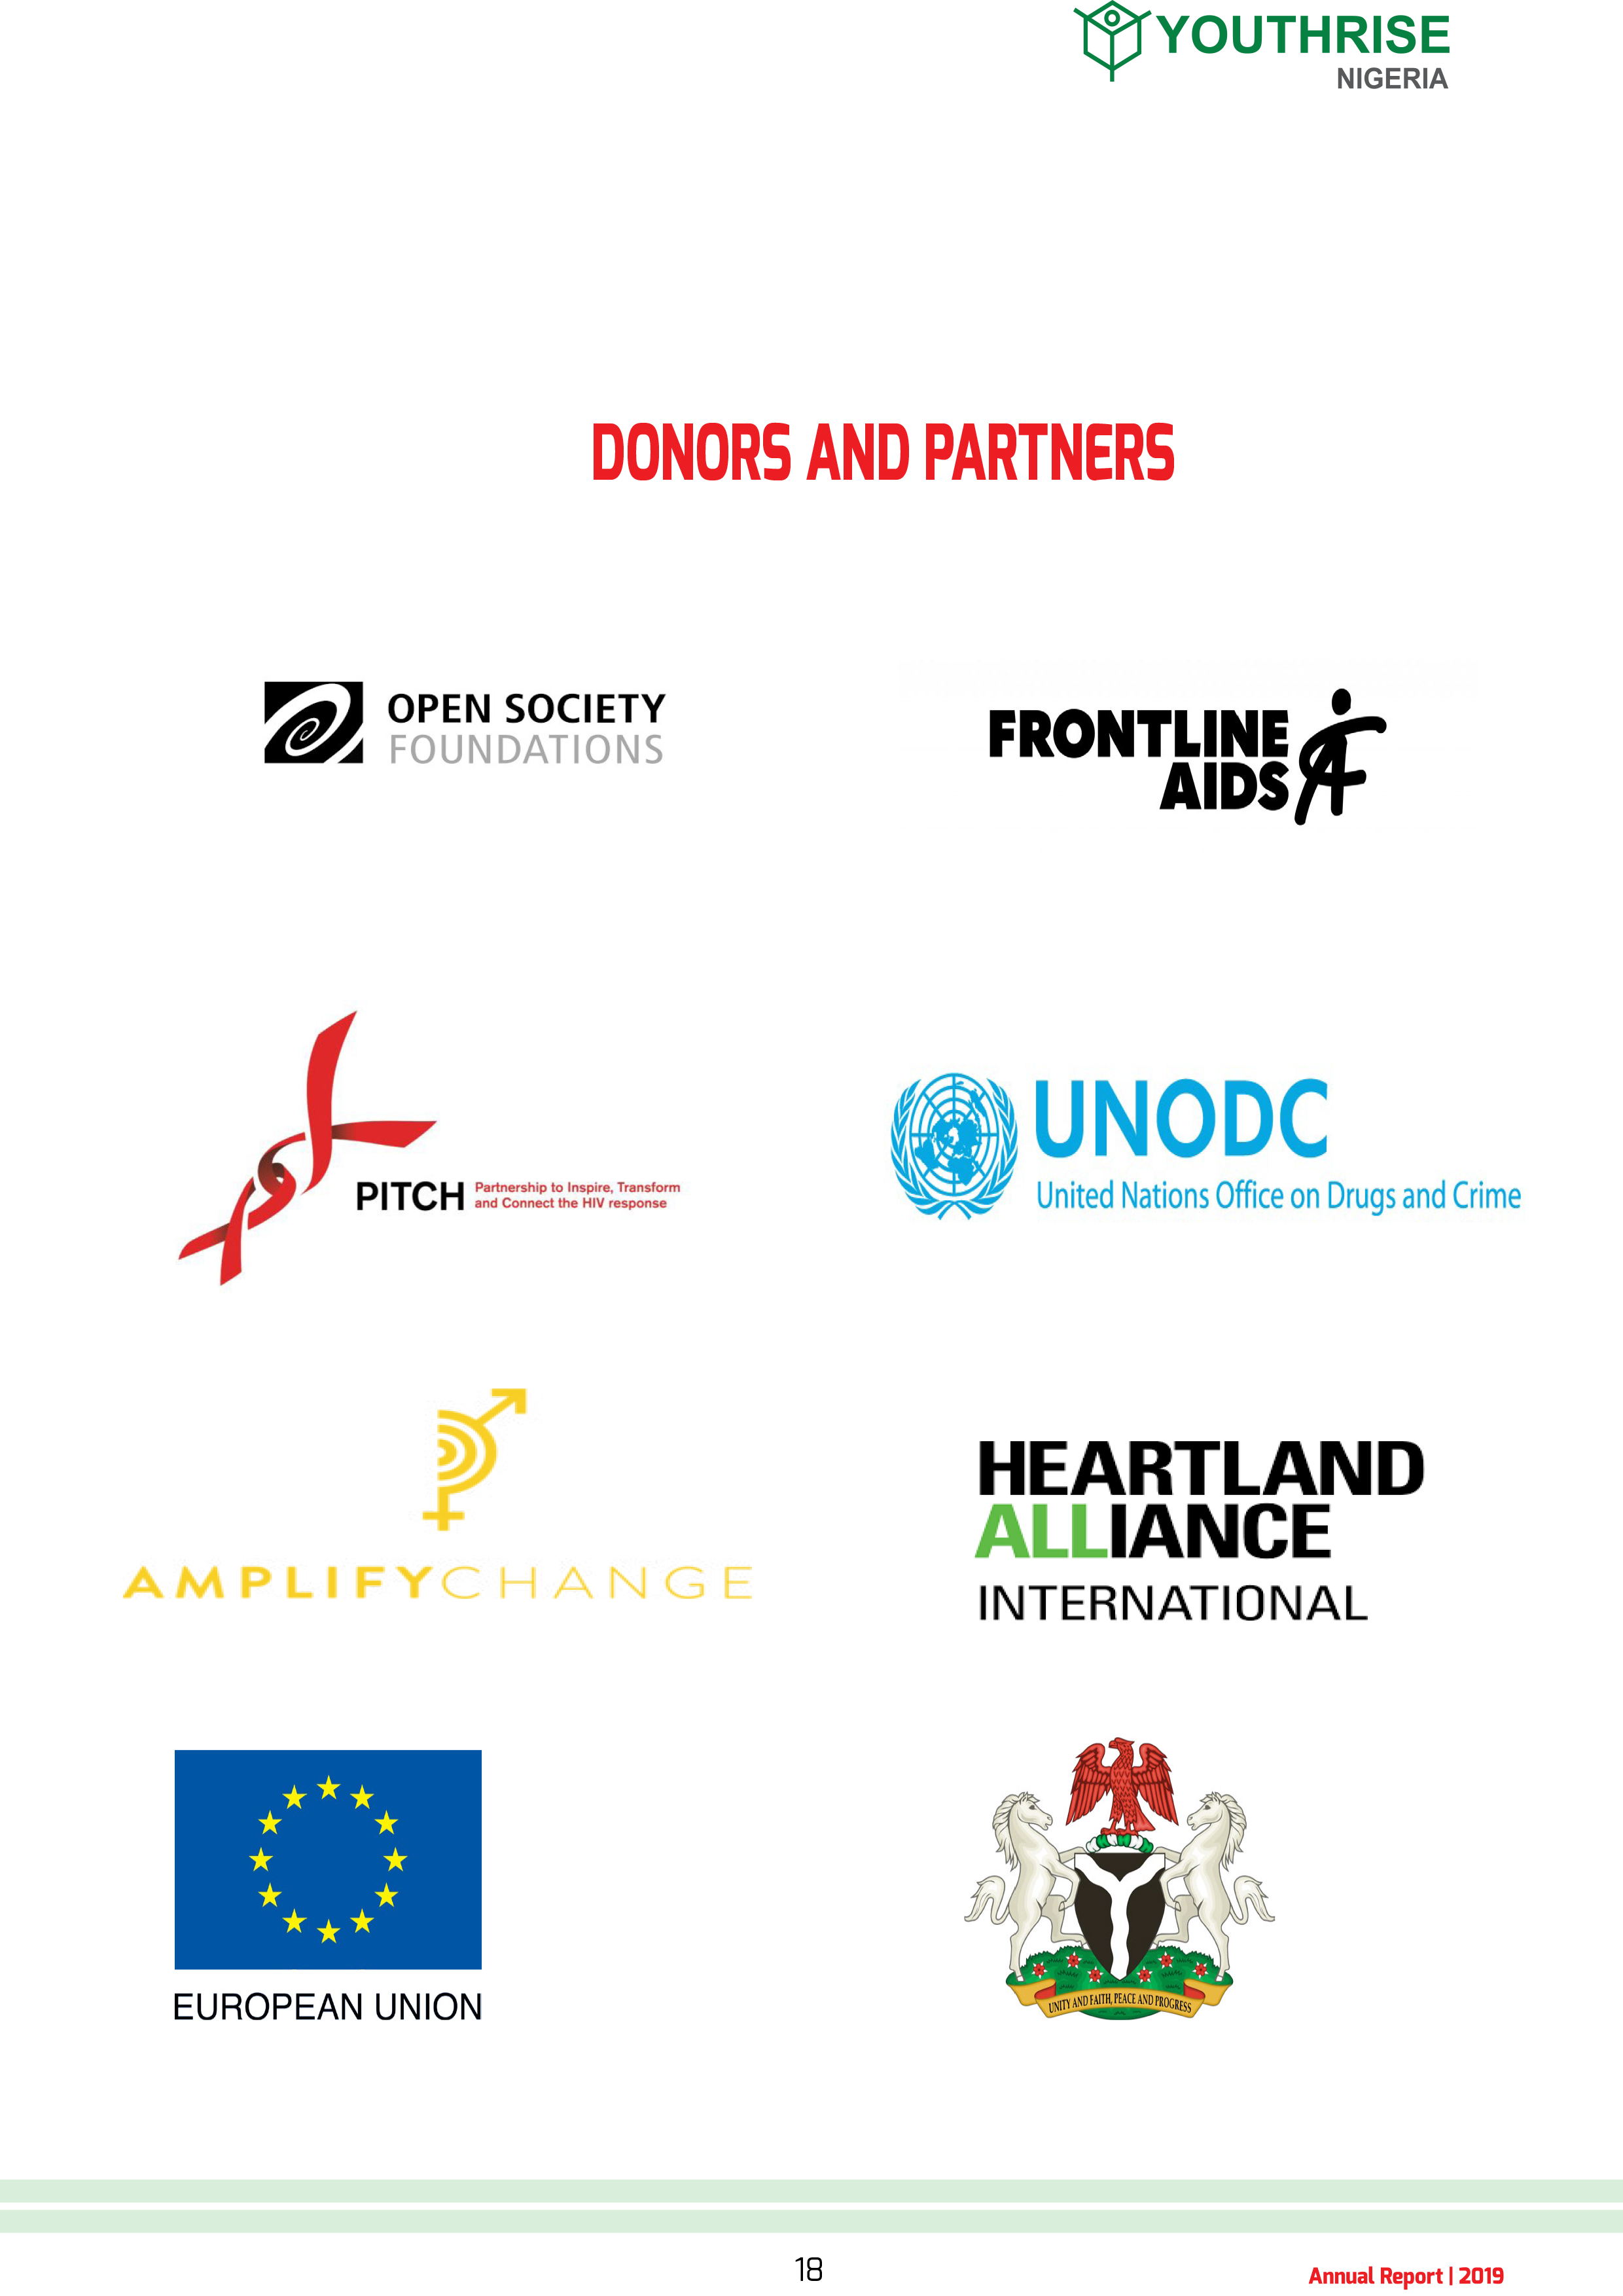 YOUTHRISE
NIGERIA
DONORS AND PARTNERS
OPEN SOCIETY
FOUNDATIONS
FRONTLINE
AIDS
PITCH
Partnership to Inspire, Transform
and Connect the HIV response
UNODC
United Nations Office on Drugs and Crime
AMPLIFYCHANGE
HEARTLAND
ALLIANCE
INTERNATIONAL
EUROPEAN UNION
UNITY AND FAITH, PEACE AND PROGRESS
18
Annual Report | 2019